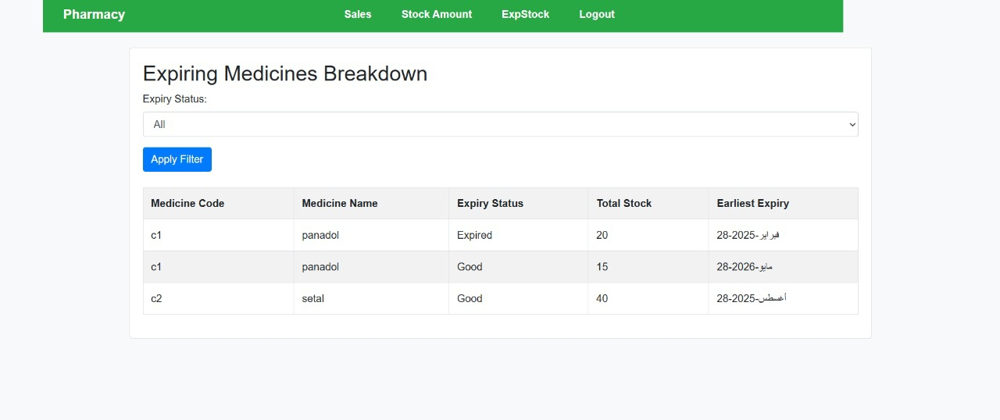 Pharmacy Sales Stock Amount ExpStock Logout
Expiring Medicines Breakdown
Expiry Status:
All
Apply Filter
Medicine Code Medicine Name Expiry Status Total Stock Earliest Expiry
c1 panadol Expired 20 28-2025-فبراير
c1 panadol Good 15 28-2026-مايو
c2 setal Good 40 28-2025-أغسطس